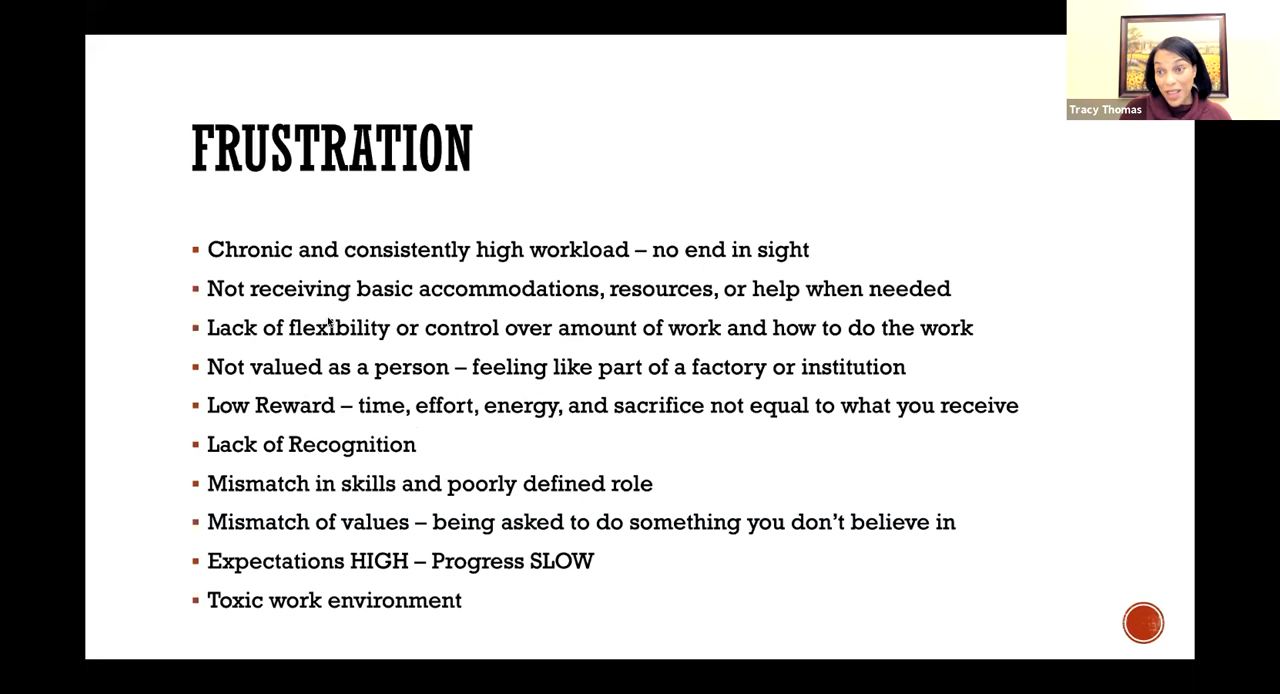 Tracy Thomas
FRUSTRATION
▪ Chronic and consistently high workload – no end in sight
▪ Not receiving basic accommodations, resources, or help when needed
▪ Lack of flexibility or control over amount of work and how to do the work
▪ Not valued as a person – feeling like part of a factory or institution
▪ Low Reward – time, effort, energy, and sacrifice not equal to what you receive
▪ Lack of Recognition
▪ Mismatch in skills and poorly defined role
▪ Mismatch of values – being asked to do something you don’t believe in
▪ Expectations HIGH – Progress SLOW
▪ Toxic work environment